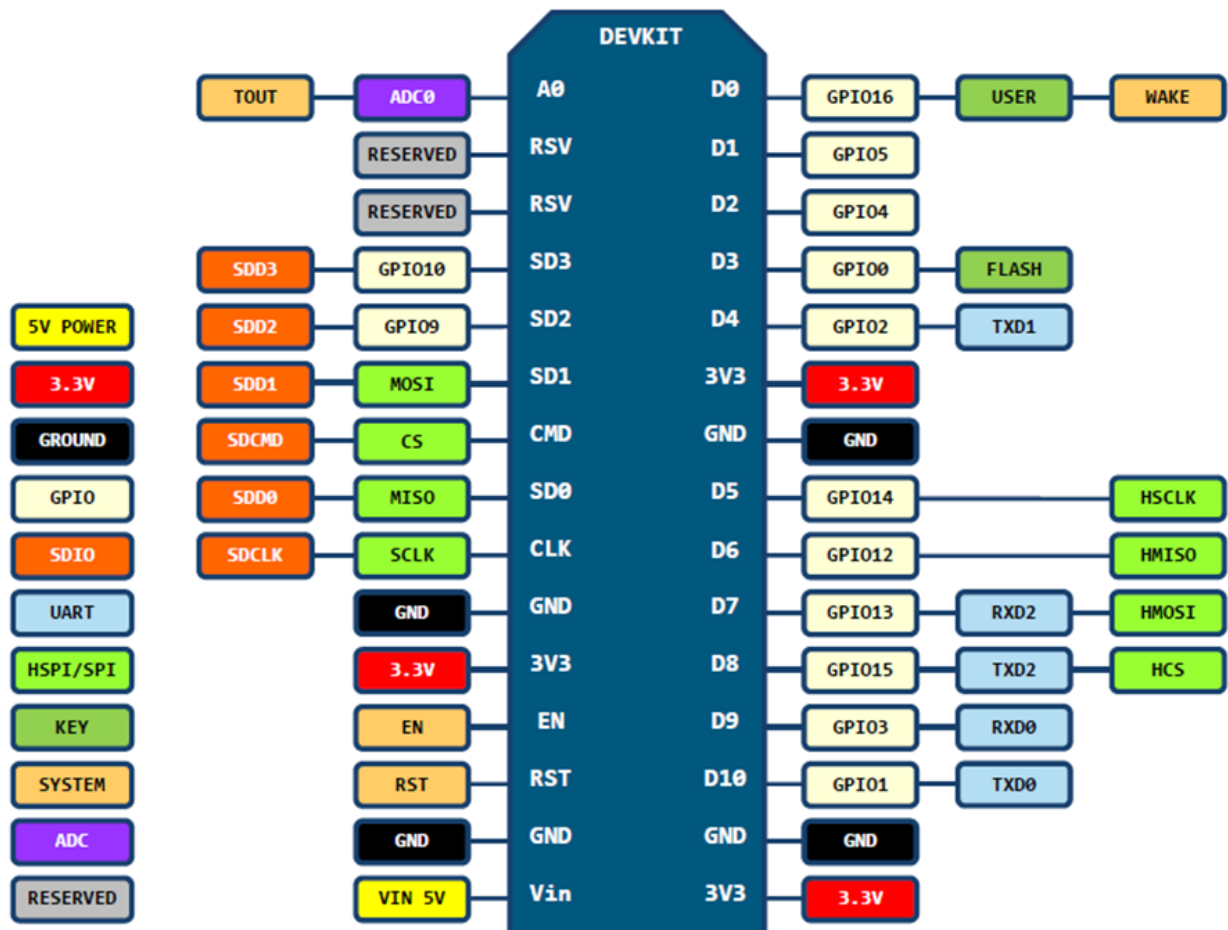 DEVKIT
TOUT ADC0 A0 D0 GPIO16 USER WAKE
RESERVED RSV D1 GPIO5
RESERVED RSV D2 GPIO4
SDD3 GPIO10 SD3 D3 GPIO0 FLASH
5V POWER SDD2 GPIO9 SD2 D4 GPIO2 TXD1
3.3V SDD1 MOSI SD1 3V3 3.3V
GROUND SDCMD CS CMD GND GND
GPIO SDD0 MISO SD0 D5 GPIO14 HSCLK
SDIO SDCLK SCLK CLK D6 GPIO12 HMISO
UART GND GND D7 GPIO13 RXD2 HMOSI
HSPI/SPI 3.3V 3V3 D8 GPIO15 TXD2 HCS
KEY EN EN D9 GPIO3 RXD0
SYSTEM RST RST D10 GPIO1 TXD0
ADC GND GND GND GND
RESERVED VIN 5V Vin 3V3 3.3V